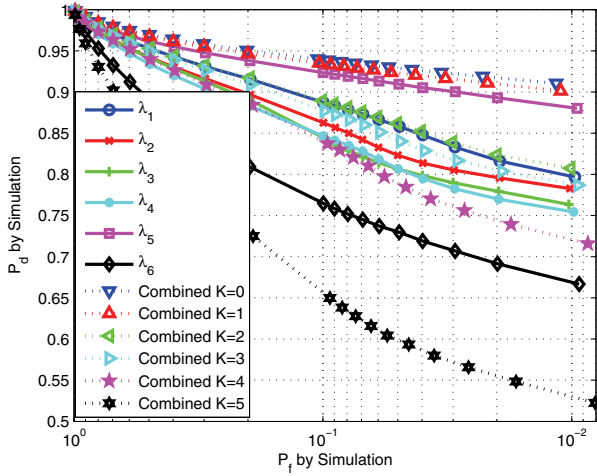 P_d by Simulation
1
0.95
0.9
0.85
0.8
0.75
0.7
0.65
0.6
0.55
0.5
λ₁
λ₂
λ₃
λ₄
λ₅
λ₆
Combined K=0
Combined K=1
Combined K=2
Combined K=3
Combined K=4
Combined K=5
10⁰
10⁻¹
10⁻²
P_f by Simulation